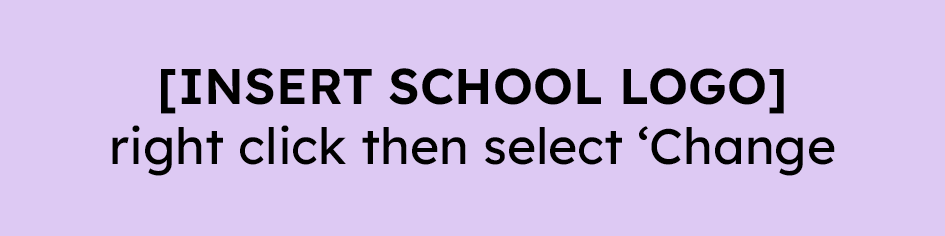 [INSERT SCHOOL LOGO]
right click then select ‘Change